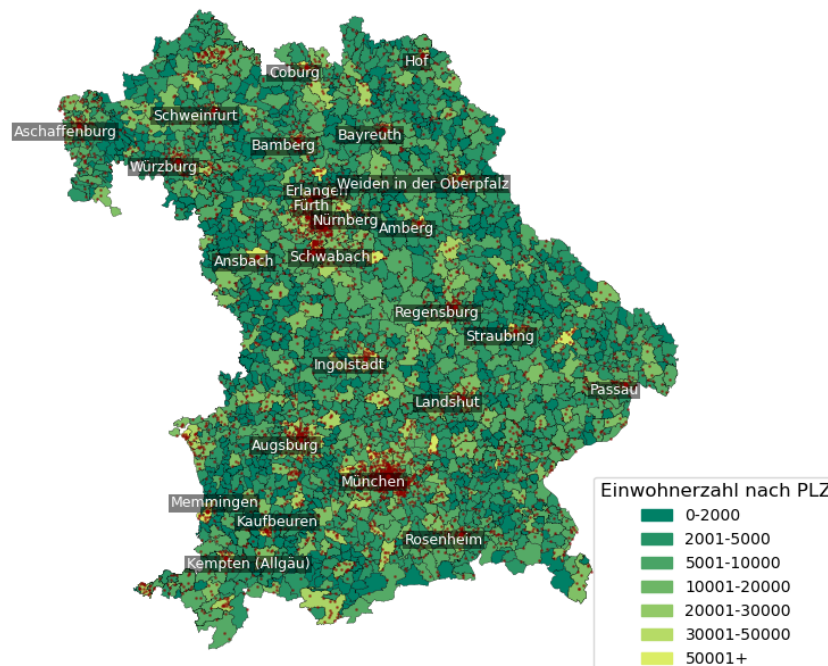 Hof
Coburg
Schweinfurt
Aschaffenburg
Bayreuth
Bamberg
Würzburg
Weiden in der Oberpfalz
Erlangen
Fürth
Nürnberg
Amberg
Schwabach
Ansbach
Regensburg
Straubing
Ingolstadt
Passau
Landshut
Augsburg
München
Memmingen
Kaufbeuren
Rosenheim
Kempten (Allgäu)
Einwohnerzahl nach PLZ
0-2000
2001-5000
5001-10000
10001-20000
20001-30000
30001-50000
50001+